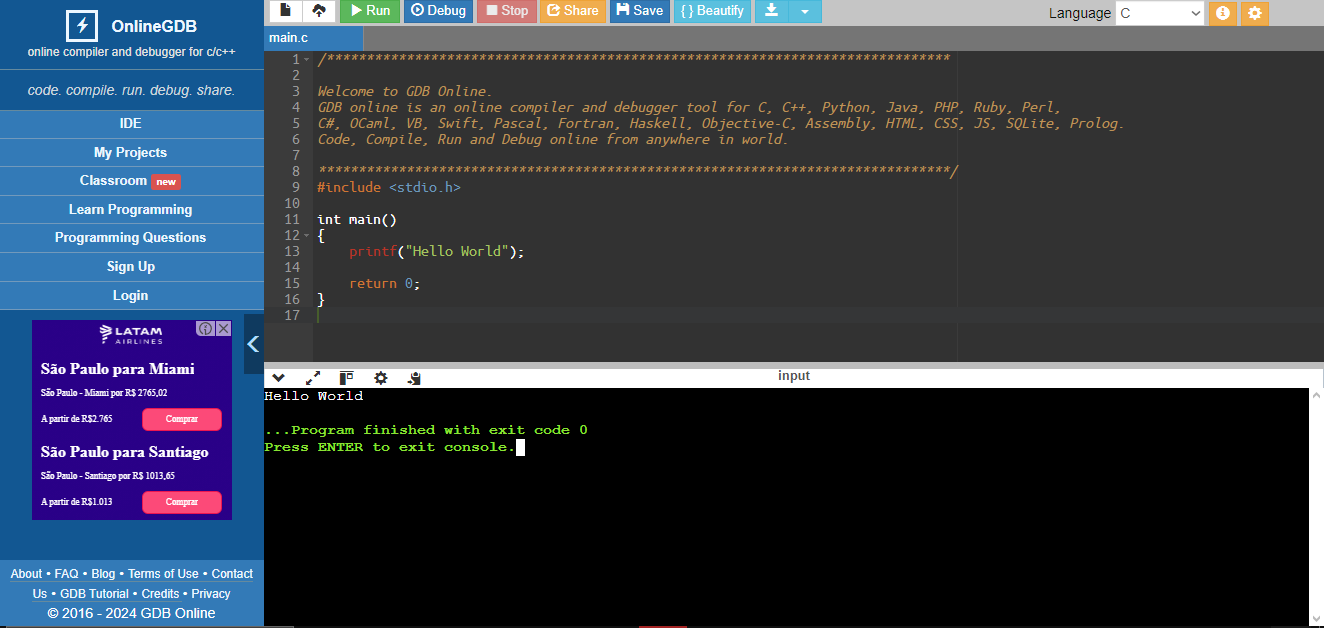 OnlineGDB
online compiler and debugger for c/c++
code. compile. run. debug. share.
IDE
My Projects
Classroom new
Learn Programming
Programming Questions
Sign Up
Login
LATAM
AIRLINES
São Paulo para Miami
São Paulo - Miami por R$ 2765,02
A partir de R$2.765
Comprar
São Paulo para Santiago
São Paulo - Santiago por R$ 1013,65
A partir de R$1.013
Comprar
About • FAQ • Blog • Terms of Use • Contact
Us • GDB Tutorial • Credits • Privacy
© 2016 - 2024 GDB Online
Run Debug Stop Share Save { } Beautify
Language C
main.c
1 /******************************************************************************
2
3 Welcome to GDB Online.
4 GDB online is an online compiler and debugger tool for C, C++, Python, Java, PHP, Ruby, Perl,
5 C#, OCaml, VB, Swift, Pascal, Fortran, Haskell, Objective-C, Assembly, HTML, CSS, JS, SQLite, Prolog.
6 Code, Compile, Run and Debug online from anywhere in world.
7
8 *******************************************************************************/
9 #include <stdio.h>
10
11 int main()
12 {
13     printf("Hello World");
14
15     return 0;
16 }
17
input
Hello World
...Program finished with exit code 0
Press ENTER to exit console.